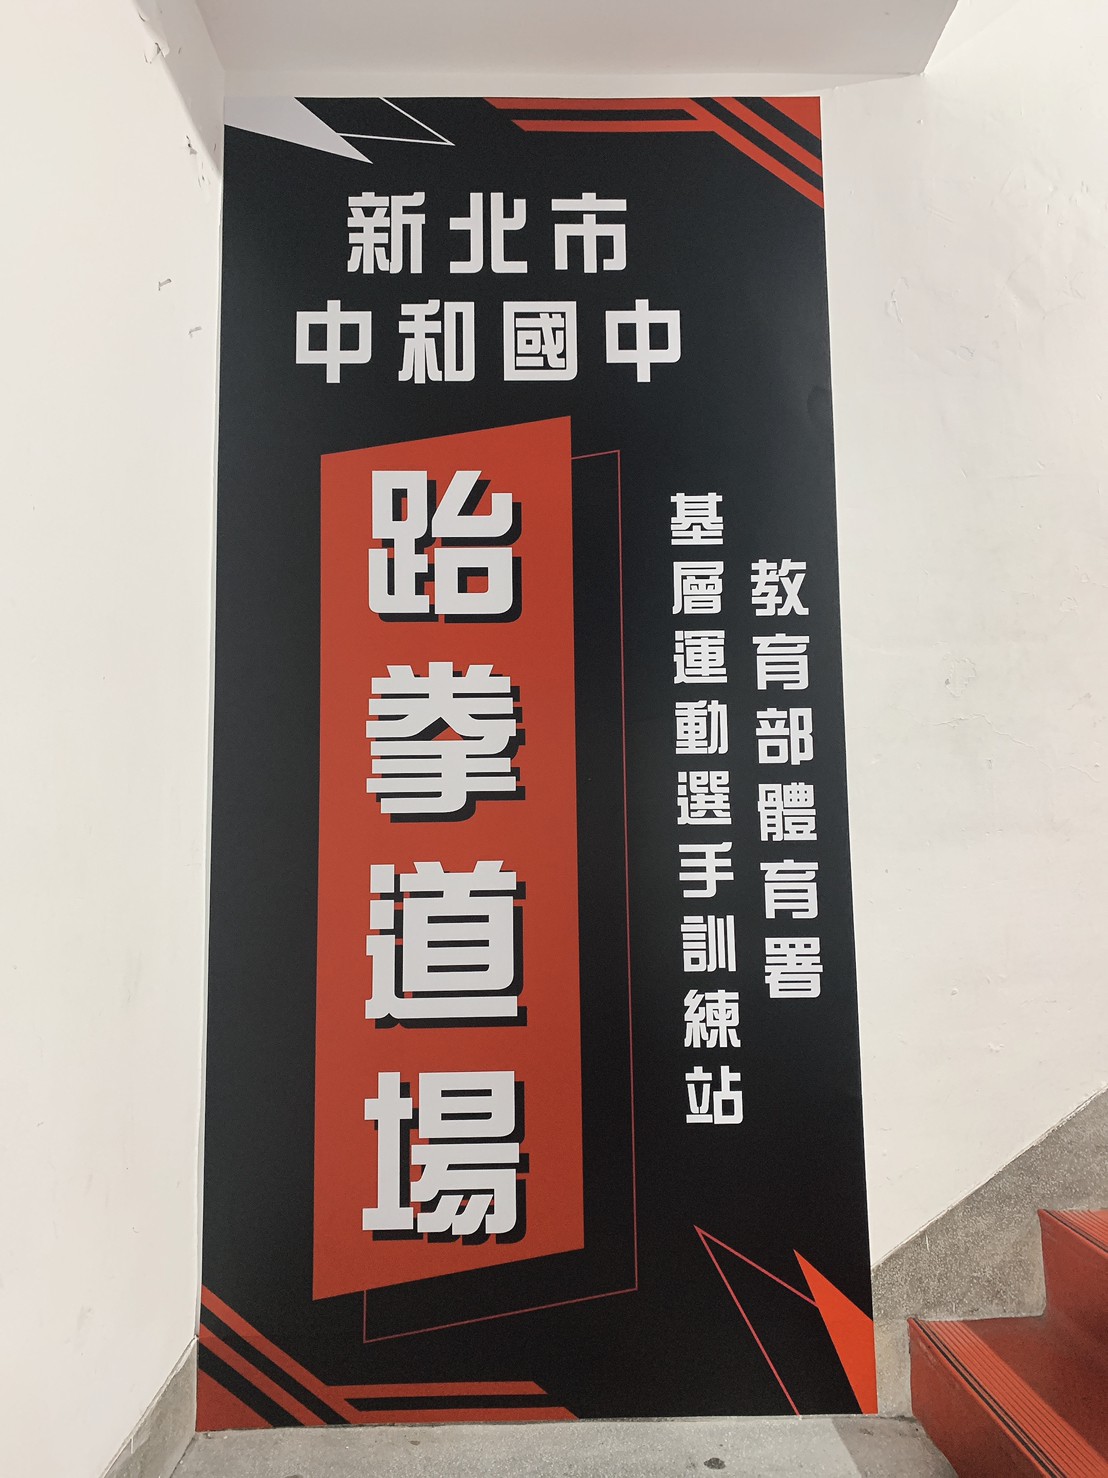 新北市
中和國中
跆拳道場
教育部體育署
基層運動選手訓練站